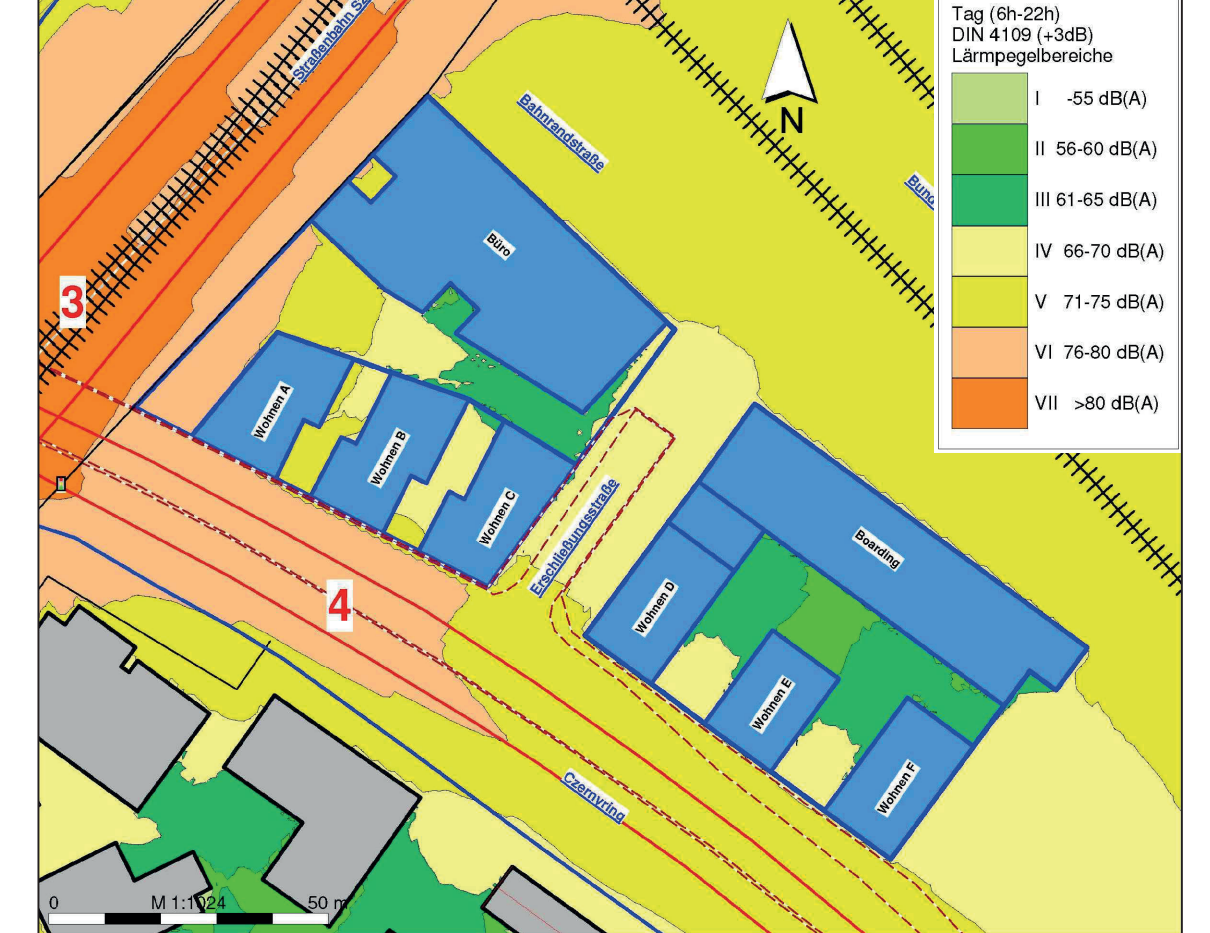 Tag (6h-22h)
DIN 4109 (+3dB)
Lärmpegelbereiche
I -55 dB(A)
II 56-60 dB(A)
III 61-65 dB(A)
IV 66-70 dB(A)
V 71-75 dB(A)
VI 76-80 dB(A)
VII >80 dB(A)
Straßenbahn
Bahnrandstraße
N
Büro
3
Wohnen A
Wohnen B
Wohnen C
Erschließungsstraße
Boarding
Wohnen D
Wohnen E
Wohnen F
4
Czernyring
0 M 1:1024 50 m